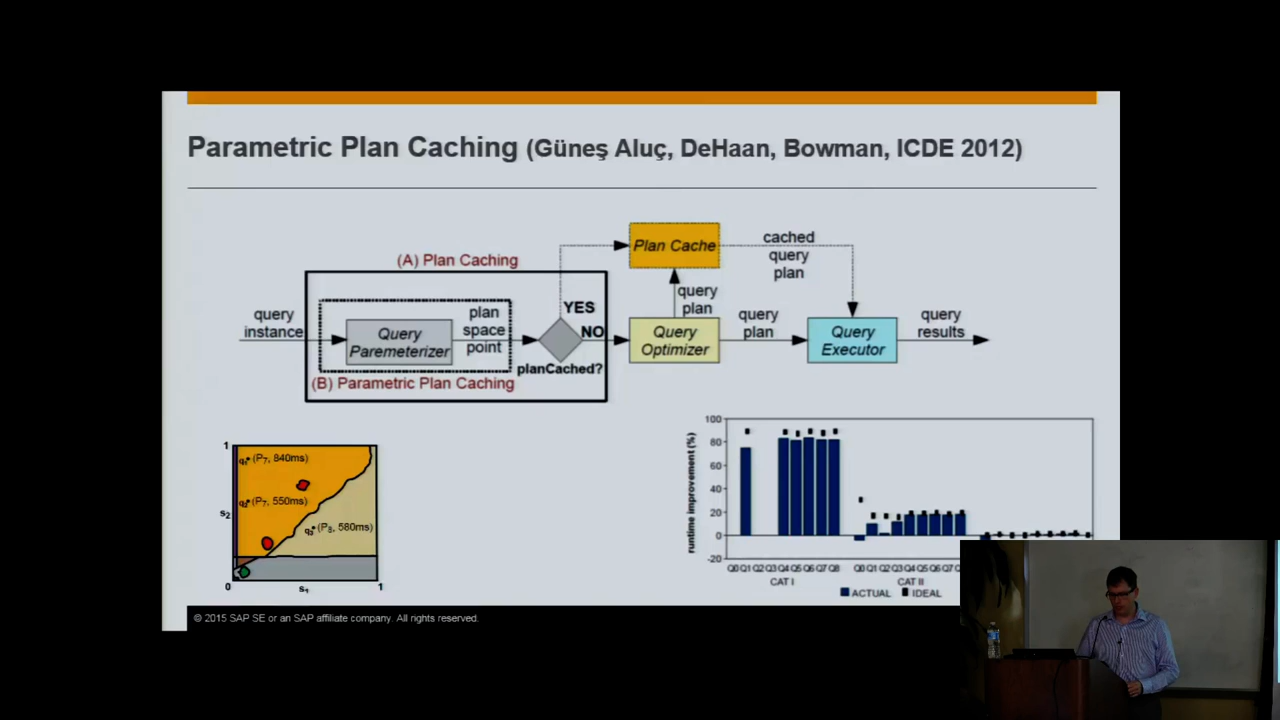 Parametric Plan Caching (Güneş Aluç, DeHaan, Bowman, ICDE 2012)
(A) Plan Caching
Plan Cache
cached
query
plan
query
instance
Query
Paremeterizer
plan
space
point
YES
NO
planCached?
(B) Parametric Plan Caching
query
plan
Query
Optimizer
query
plan
Query
Executor
query
results
1
q1 (P7, 840ms)
q2 (P7, 550ms)
q3 (P8, 580ms)
s2
0
s1
1
runtime improvement (%)
100
80
60
40
20
0
-20
Q0 Q1 Q2 Q3 Q4 Q5 Q6 Q7 Q8
CAT I
Q0 Q1 Q2 Q3 Q4 Q5 Q6 Q7
CAT II
ACTUAL
IDEAL
© 2015 SAP SE or an SAP affiliate company. All rights reserved.